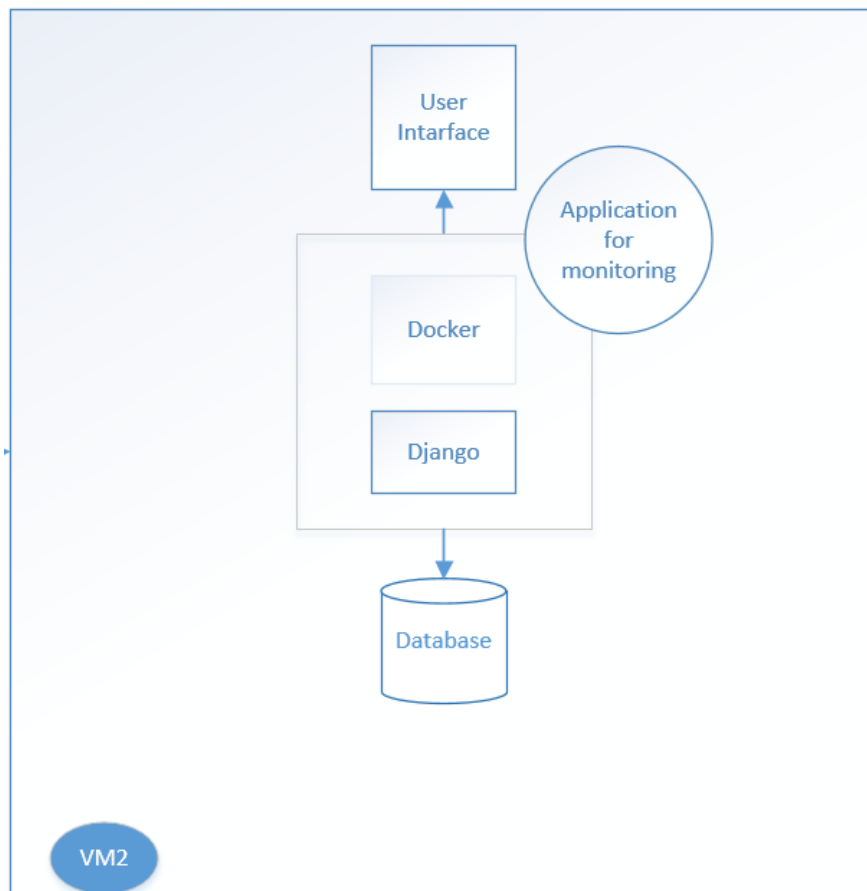 User
Intarface
Application
for
monitoring
Docker
Django
Database
VM2